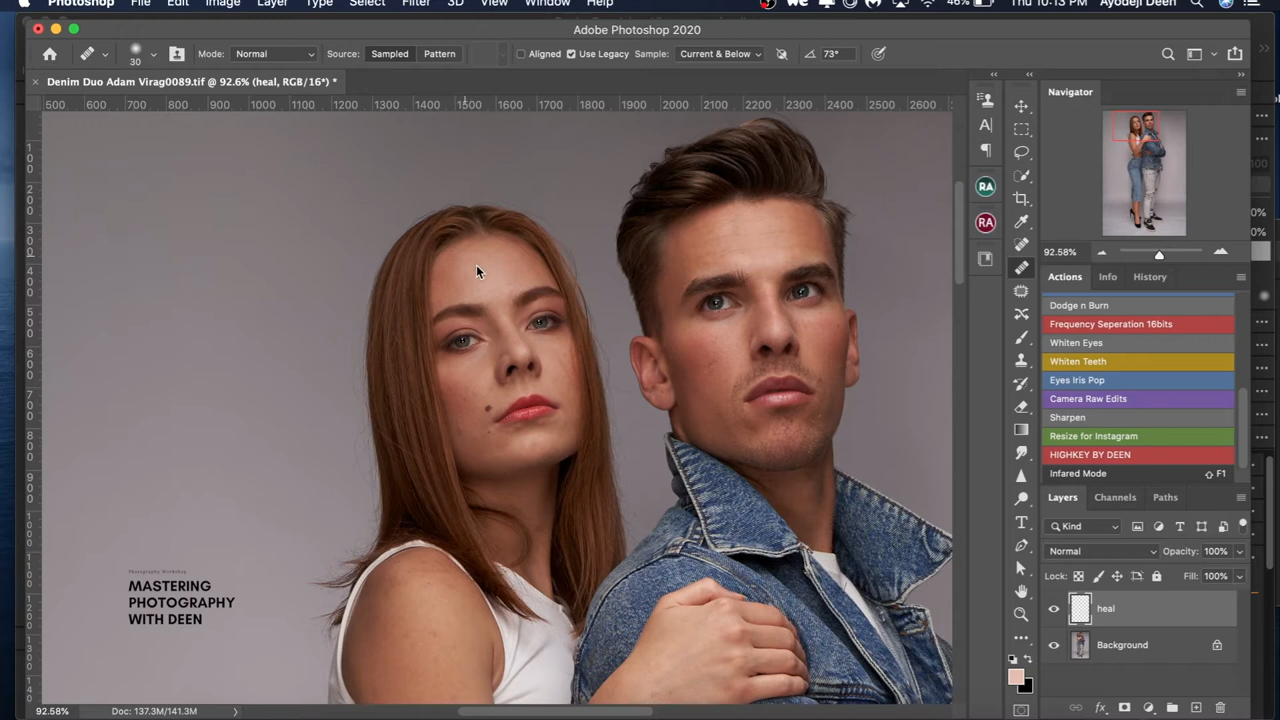 Photoshop File Edit Image Layer Type Select Filter 3D View Window Help 46% Thu 10:13 PM Ayodeji Deen
Adobe Photoshop 2020
30 Mode: Normal Source: Sampled Pattern Aligned Use Legacy Sample: Current & Below 73°
Denim Duo Adam Virag0089.tif @ 92.6% (heal, RGB/16*) *
500 600 700 800 900 1000 1100 1200 1300 1400 1500 1600 1700 1800 1900 2000 2100 2200 2300 2400 2500 2600
Navigator
92.58%
Actions Info History
Dodge n Burn
Frequency Seperation 16bits
Whiten Eyes
Whiten Teeth
Eyes Iris Pop
Camera Raw Edits
Sharpen
Resize for Instagram
HIGHKEY BY DEEN
Infared Mode F1
Layers Channels Paths
Kind
Normal Opacity: 100%
Lock: Fill: 100%
heal
Background
Photography Workshop
MASTERING
PHOTOGRAPHY
WITH DEEN
92.58% Doc: 137.3M/141.3M